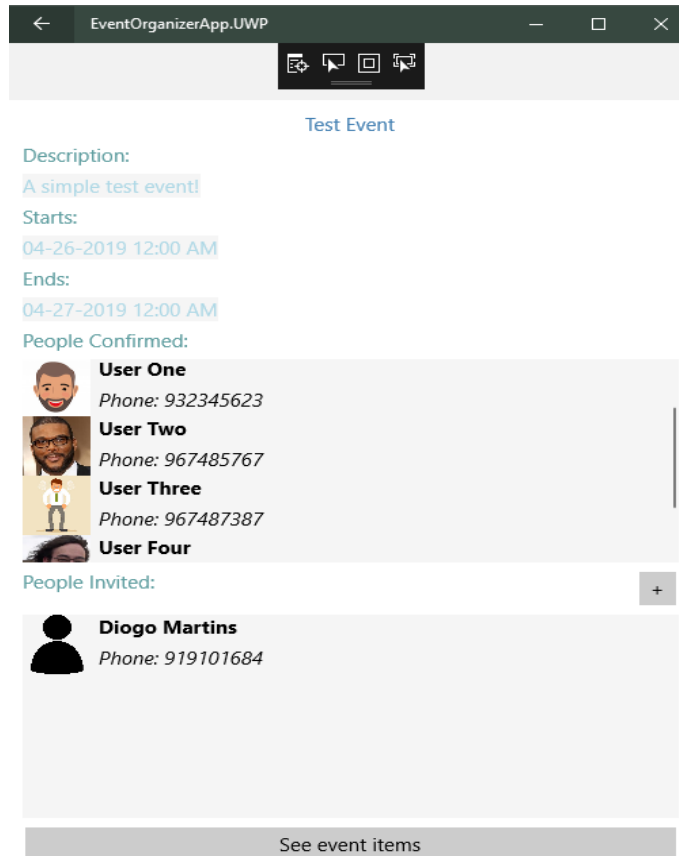 EventOrganizerApp.UWP
Test Event
Description:
A simple test event!
Starts:
04-26-2019 12:00 AM
Ends:
04-27-2019 12:00 AM
People Confirmed:
User One
Phone: 932345623
User Two
Phone: 967485767
User Three
Phone: 967487387
User Four
People Invited:
+
Diogo Martins
Phone: 919101684
See event items